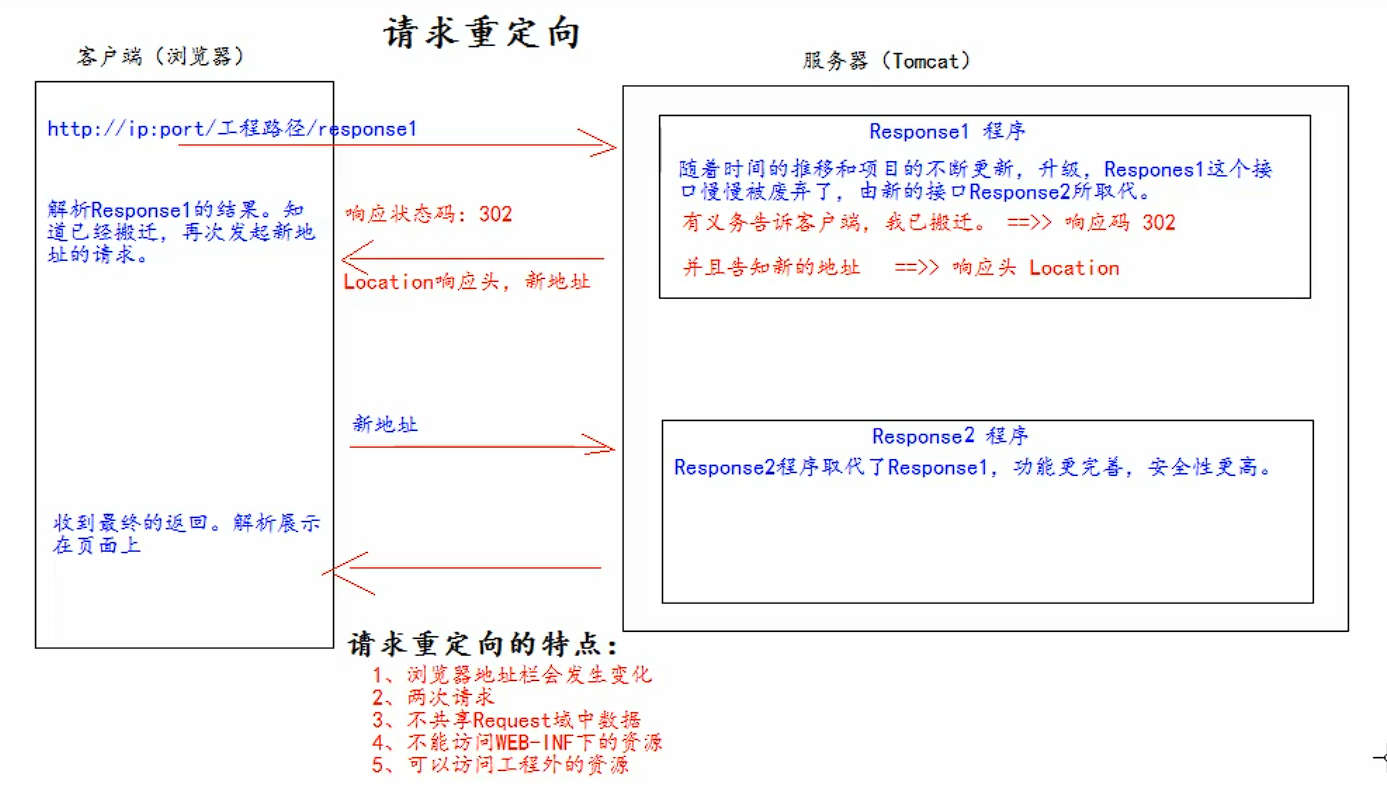 请求重定向
客户端（浏览器）
服务器（Tomcat）
http://ip:port/工程路径/response1
Response1 程序
随着时间的推移和项目的不断更新，升级，Respones1这个接
口慢慢被废弃了，由新的接口Response2所取代。
有义务告诉客户端，我已搬迁。 ==>> 响应码 302
并且告知新的地址 ==>> 响应头 Location
解析Response1的结果。知
道已经搬迁，再次发起新地
址的请求。
响应状态码：302
Location响应头，新地址
新地址
Response2 程序
Response2程序取代了Response1，功能更完善，安全性更高。
收到最终的返回。解析展示
在页面上
请求重定向的特点：
1、浏览器地址栏会发生变化
2、两次请求
3、不共享Request域中数据
4、不能访问WEB-INF下的资源
5、可以访问工程外的资源